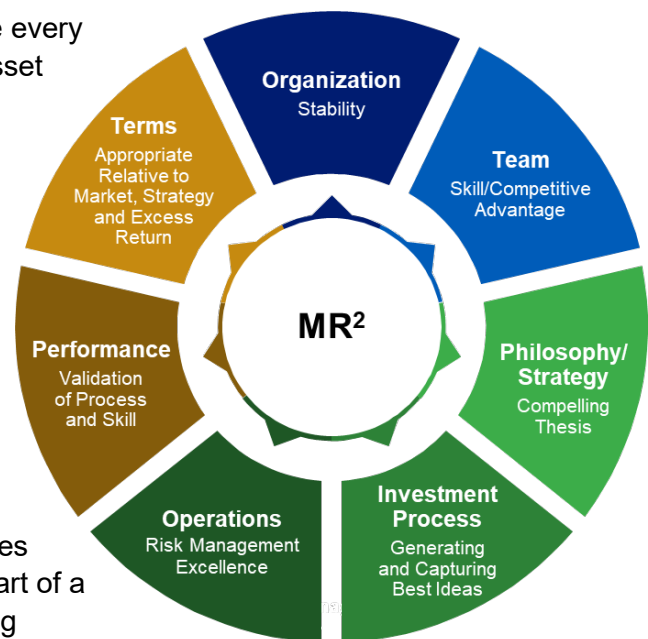 e every
sset
Organization
Stability
Team
Skill/Competitive
Advantage
Philosophy/
Strategy
Compelling
Thesis
Investment
Process
Generating
and Capturing
Best Ideas
Operations
Risk Management
Excellence
Performance
Validation
of Process
and Skill
Terms
Appropriate
Relative to
Market, Strategy
and Excess
Return
MR²
es
art of a
g